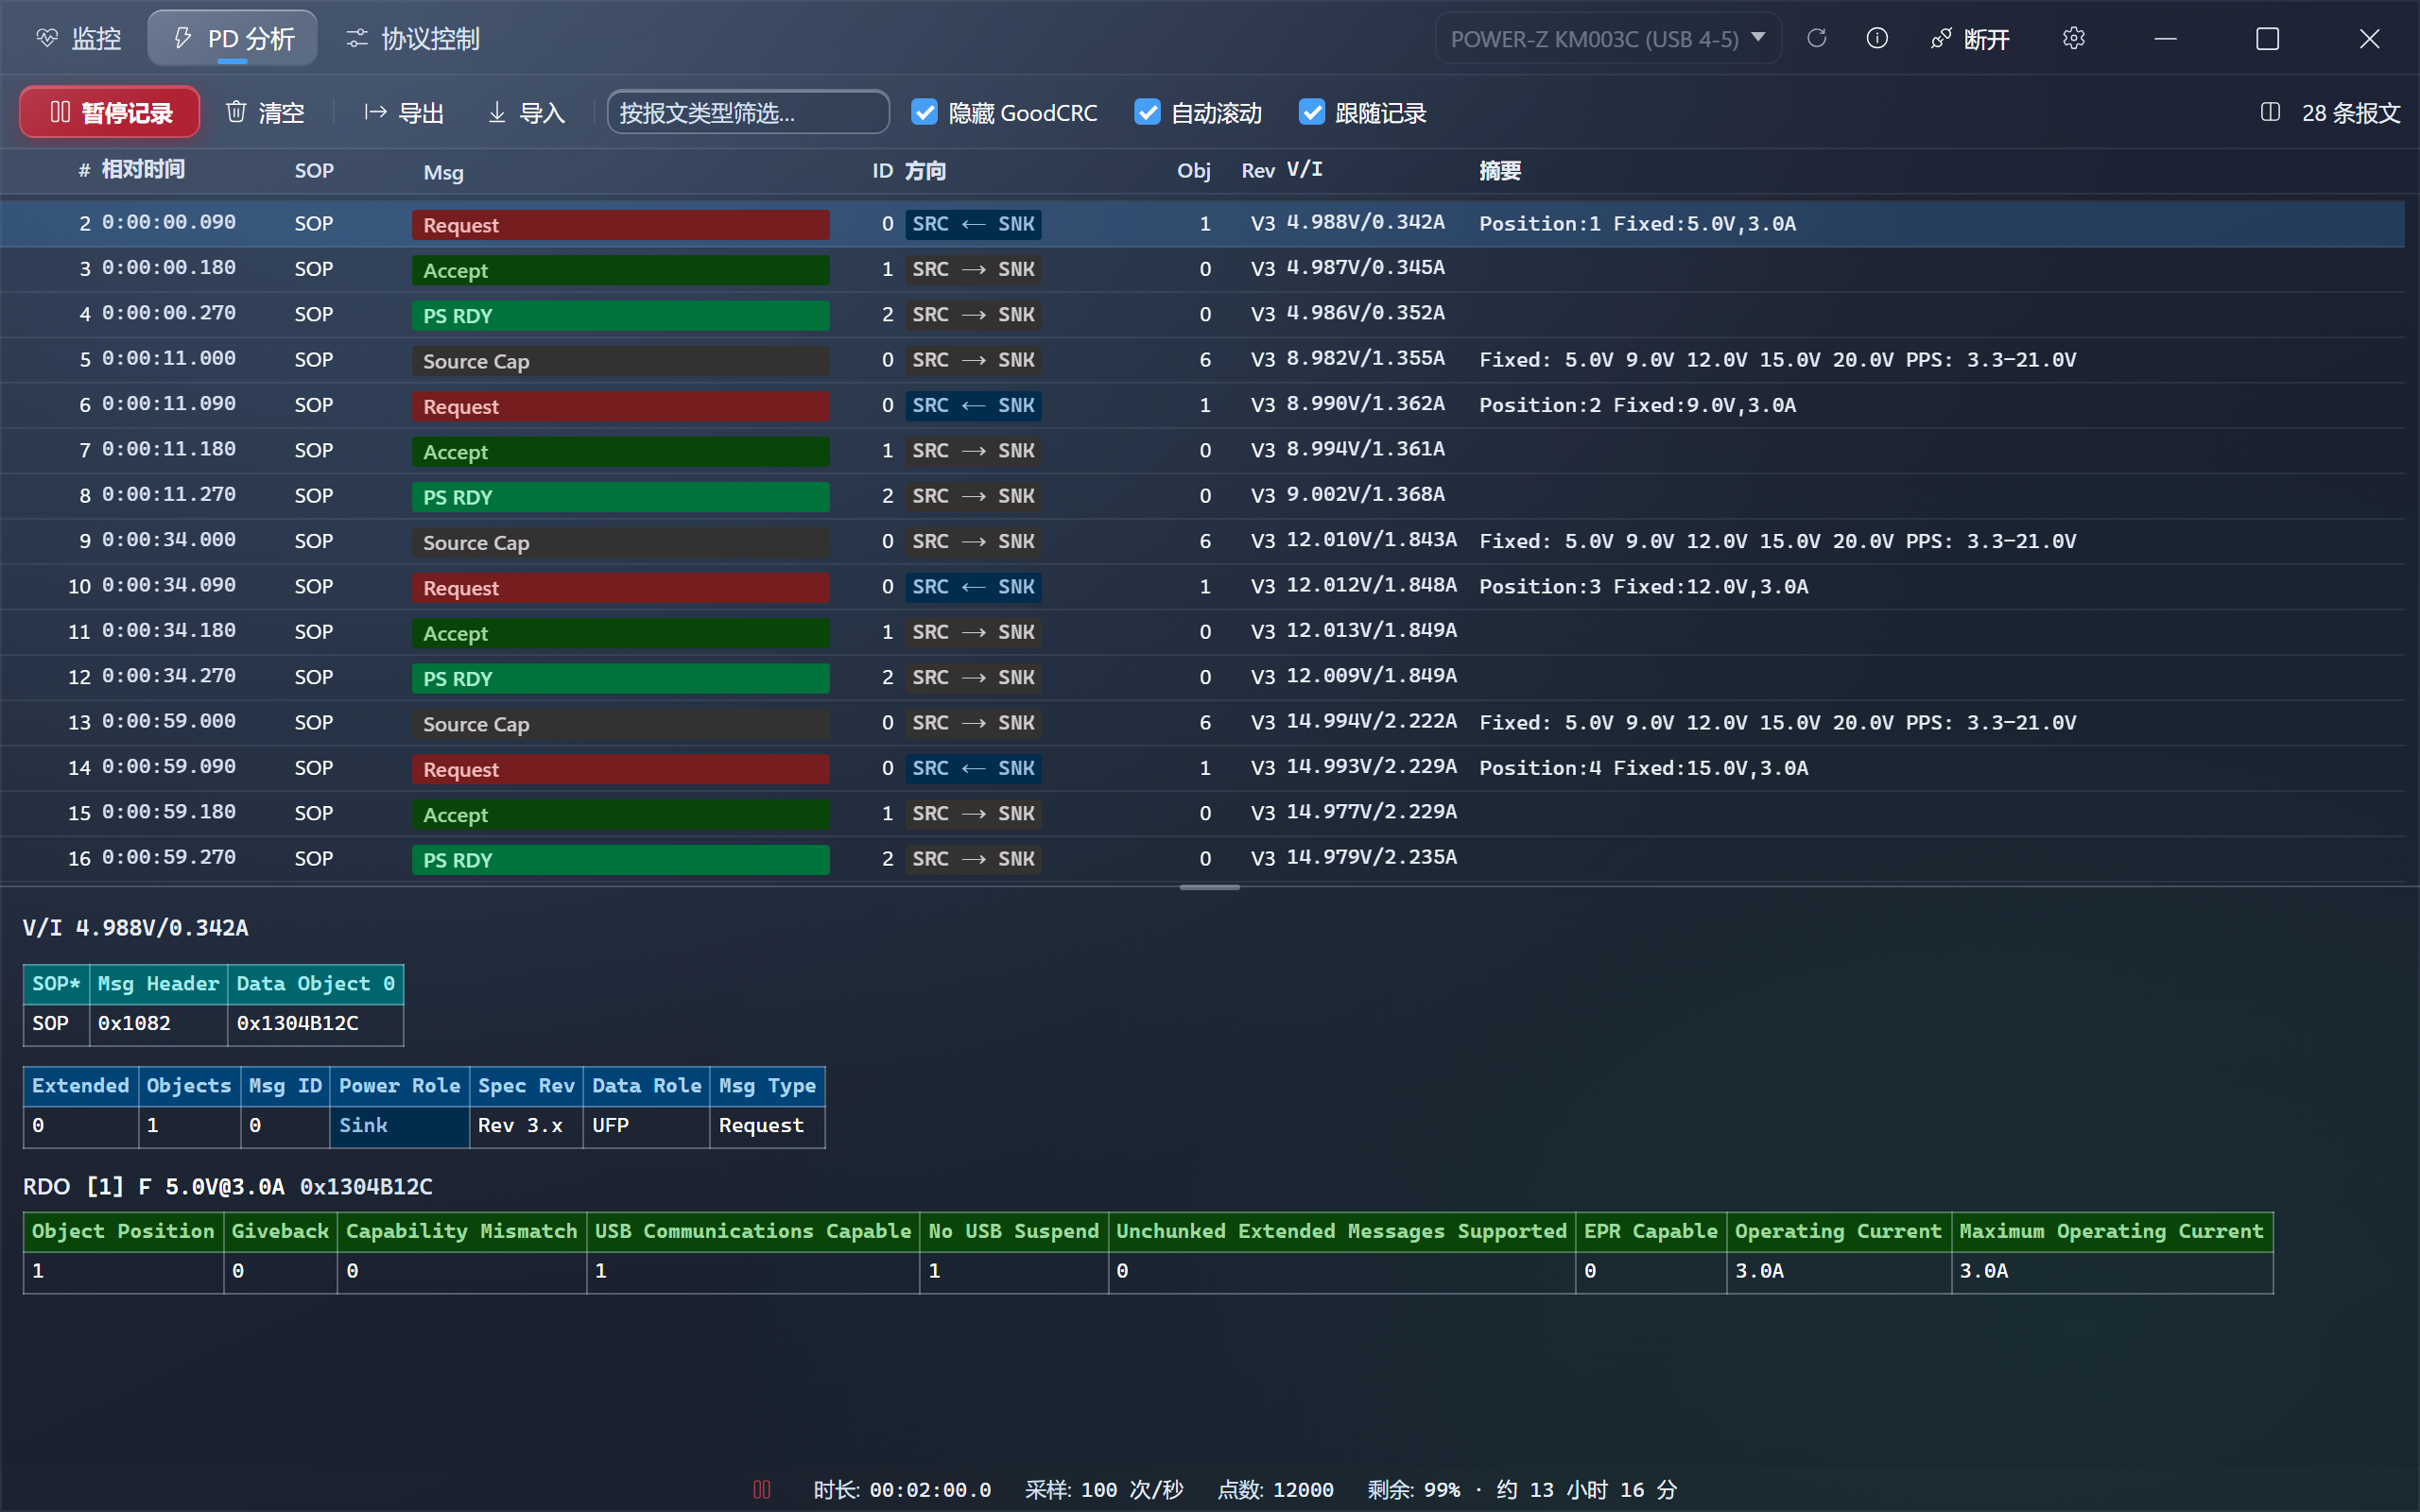 监控 PD 分析 协议控制 POWER-Z KM003C (USB 4-5) 断开
暂停记录 清空 导出 导入 按报文类型筛选... 隐藏 GoodCRC 自动滚动 跟随记录 28 条报文
# 相对时间 SOP Msg ID 方向 Obj Rev V/I 摘要
2 0:00:00.090 SOP Request 0 SRC ⟵ SNK 1 V3 4.988V/0.342A Position:1 Fixed:5.0V,3.0A
3 0:00:00.180 SOP Accept 1 SRC ⟶ SNK 0 V3 4.987V/0.345A
4 0:00:00.270 SOP PS RDY 2 SRC ⟶ SNK 0 V3 4.986V/0.352A
5 0:00:11.000 SOP Source Cap 0 SRC ⟶ SNK 6 V3 8.982V/1.355A Fixed: 5.0V 9.0V 12.0V 15.0V 20.0V PPS: 3.3-21.0V
6 0:00:11.090 SOP Request 0 SRC ⟵ SNK 1 V3 8.990V/1.362A Position:2 Fixed:9.0V,3.0A
7 0:00:11.180 SOP Accept 1 SRC ⟶ SNK 0 V3 8.994V/1.361A
8 0:00:11.270 SOP PS RDY 2 SRC ⟶ SNK 0 V3 9.002V/1.368A
9 0:00:34.000 SOP Source Cap 0 SRC ⟶ SNK 6 V3 12.010V/1.843A Fixed: 5.0V 9.0V 12.0V 15.0V 20.0V PPS: 3.3-21.0V
10 0:00:34.090 SOP Request 0 SRC ⟵ SNK 1 V3 12.012V/1.848A Position:3 Fixed:12.0V,3.0A
11 0:00:34.180 SOP Accept 1 SRC ⟶ SNK 0 V3 12.013V/1.849A
12 0:00:34.270 SOP PS RDY 2 SRC ⟶ SNK 0 V3 12.009V/1.849A
13 0:00:59.000 SOP Source Cap 0 SRC ⟶ SNK 6 V3 14.994V/2.222A Fixed: 5.0V 9.0V 12.0V 15.0V 20.0V PPS: 3.3-21.0V
14 0:00:59.090 SOP Request 0 SRC ⟵ SNK 1 V3 14.993V/2.229A Position:4 Fixed:15.0V,3.0A
15 0:00:59.180 SOP Accept 1 SRC ⟶ SNK 0 V3 14.977V/2.229A
16 0:00:59.270 SOP PS RDY 2 SRC ⟶ SNK 0 V3 14.979V/2.235A
V/I 4.988V/0.342A
SOP* Msg Header Data Object 0
SOP 0x1082 0x1304B12C
Extended Objects Msg ID Power Role Spec Rev Data Role Msg Type
0 1 0 Sink Rev 3.x UFP Request
RDO [1] F 5.0V@3.0A 0x1304B12C
Object Position Giveback Capability Mismatch USB Communications Capable No USB Suspend Unchunked Extended Messages Supported EPR Capable Operating Current Maximum Operating Current
1 0 0 1 1 0 0 3.0A 3.0A
时长: 00:02:00.0 采样: 100 次/秒 点数: 12000 剩余: 99% · 约 13 小时 16 分